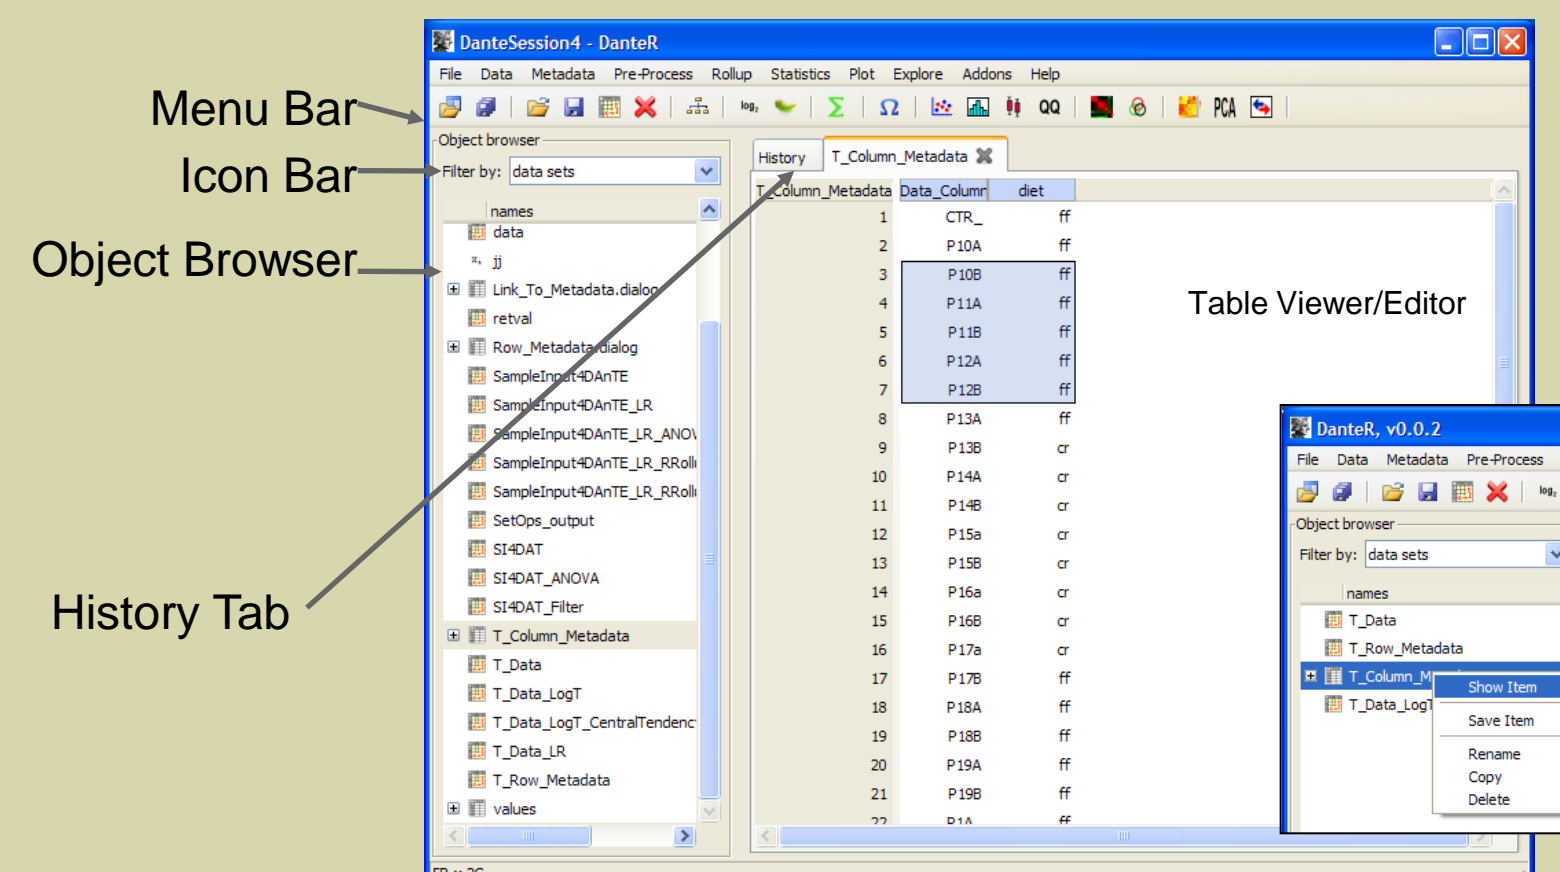 DanteSession4 - DanteR
File Data Metadata Pre-Process Rollup Statistics Plot Explore Addons Help
Menu Bar
log₂ Σ Ω QQ PCA
Icon Bar
Object browser
Filter by: data sets
names
data
jj
Link_To_Metadata.dialog
retval
Row_Metadata.dialog
SampleInput4DAnTE
SampleInput4DAnTE_LR
SampleInput4DAnTE_LR_ANOV
SampleInput4DAnTE_LR_RRoll
SampleInput4DAnTE_LR_RRoll
SetOps_output
SI4DAT
SI4DAT_ANOVA
SI4DAT_Filter
T_Column_Metadata
T_Data
T_Data_LogT
T_Data_LogT_CentralTendenc
T_Data_LR
T_Row_Metadata
values
Object Browser
History Tab
History T_Column_Metadata
T_Column_Metadata Data_Column diet
1 CTR_ ff
2 P10A ff
3 P10B ff
4 P11A ff
5 P11B ff
6 P12A ff
7 P12B ff
8 P13A ff
9 P13B cr
10 P14A cr
11 P14B cr
12 P15a cr
13 P15B cr
14 P16a cr
15 P16B cr
16 P17a cr
17 P17B ff
18 P18A ff
19 P18B ff
20 P19A ff
21 P19B ff
22 P1A ff
Table Viewer/Editor
DanteR, v0.0.2
File Data Metadata Pre-Process
log₂
Object browser
Filter by: data sets
names
T_Data
T_Row_Metadata
T_Column_M
T_Data_LogT
Show Item
Save Item
Rename
Copy
Delete